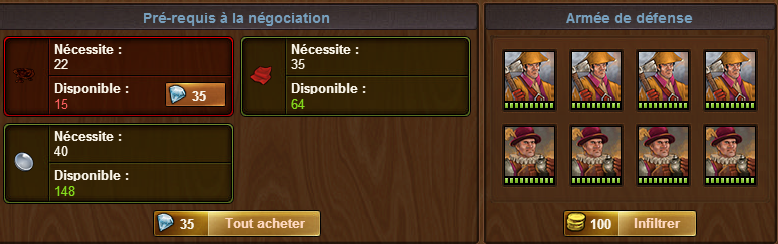 Pré-requis à la négociation
Nécessite :
22
Disponible :
15
35
Nécessite :
35
Disponible :
64
Nécessite :
40
Disponible :
148
35 Tout acheter
Armée de défense
100 Infiltrer